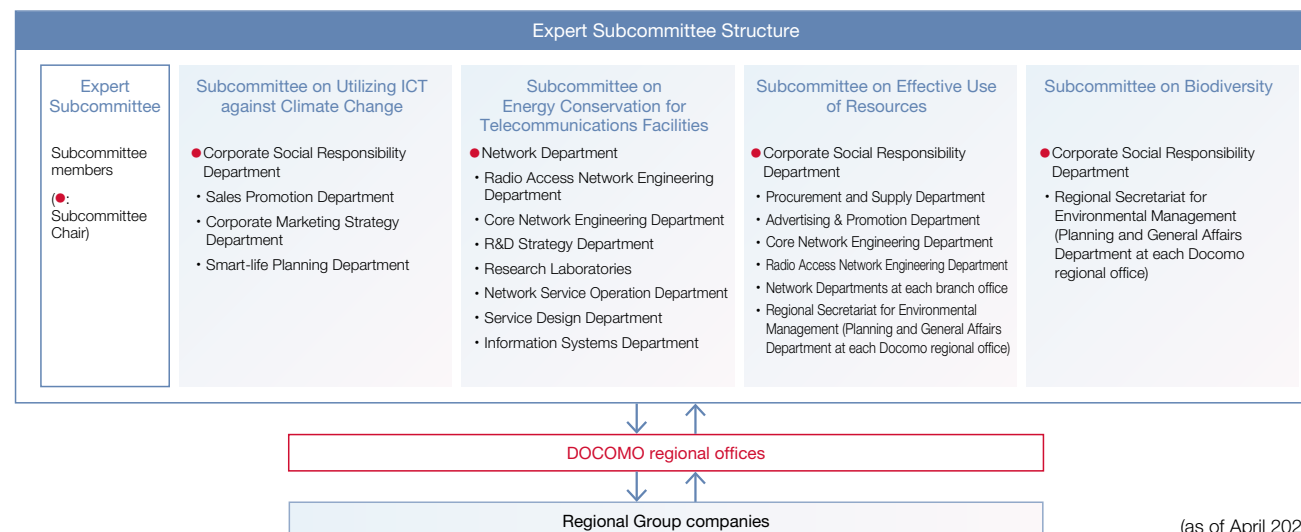 Expert Subcommittee Structure
Expert
Subcommittee
Subcommittee
members
(●:
Subcommittee
Chair)
Subcommittee on Utilizing ICT
against Climate Change
●Corporate Social Responsibility
Department
・Sales Promotion Department
・Corporate Marketing Strategy
Department
・Smart-life Planning Department
Subcommittee on
Energy Conservation for
Telecommunications Facilities
●Network Department
・Radio Access Network Engineering
Department
・Core Network Engineering Department
・R&D Strategy Department
・Research Laboratories
・Network Service Operation Department
・Service Design Department
・Information Systems Department
Subcommittee on Effective Use
of Resources
●Corporate Social Responsibility
Department
・Procurement and Supply Department
・Advertising & Promotion Department
・Core Network Engineering Department
・Radio Access Network Engineering Department
・Network Departments at each branch office
・Regional Secretariat for Environmental
Management (Planning and General Affairs
Department at each Docomo regional office)
Subcommittee on Biodiversity
●Corporate Social Responsibility
Department
・Regional Secretariat for
Environmental Management
(Planning and General Affairs
Department at each Docomo
regional office)
DOCOMO regional offices
Regional Group companies
(as of April